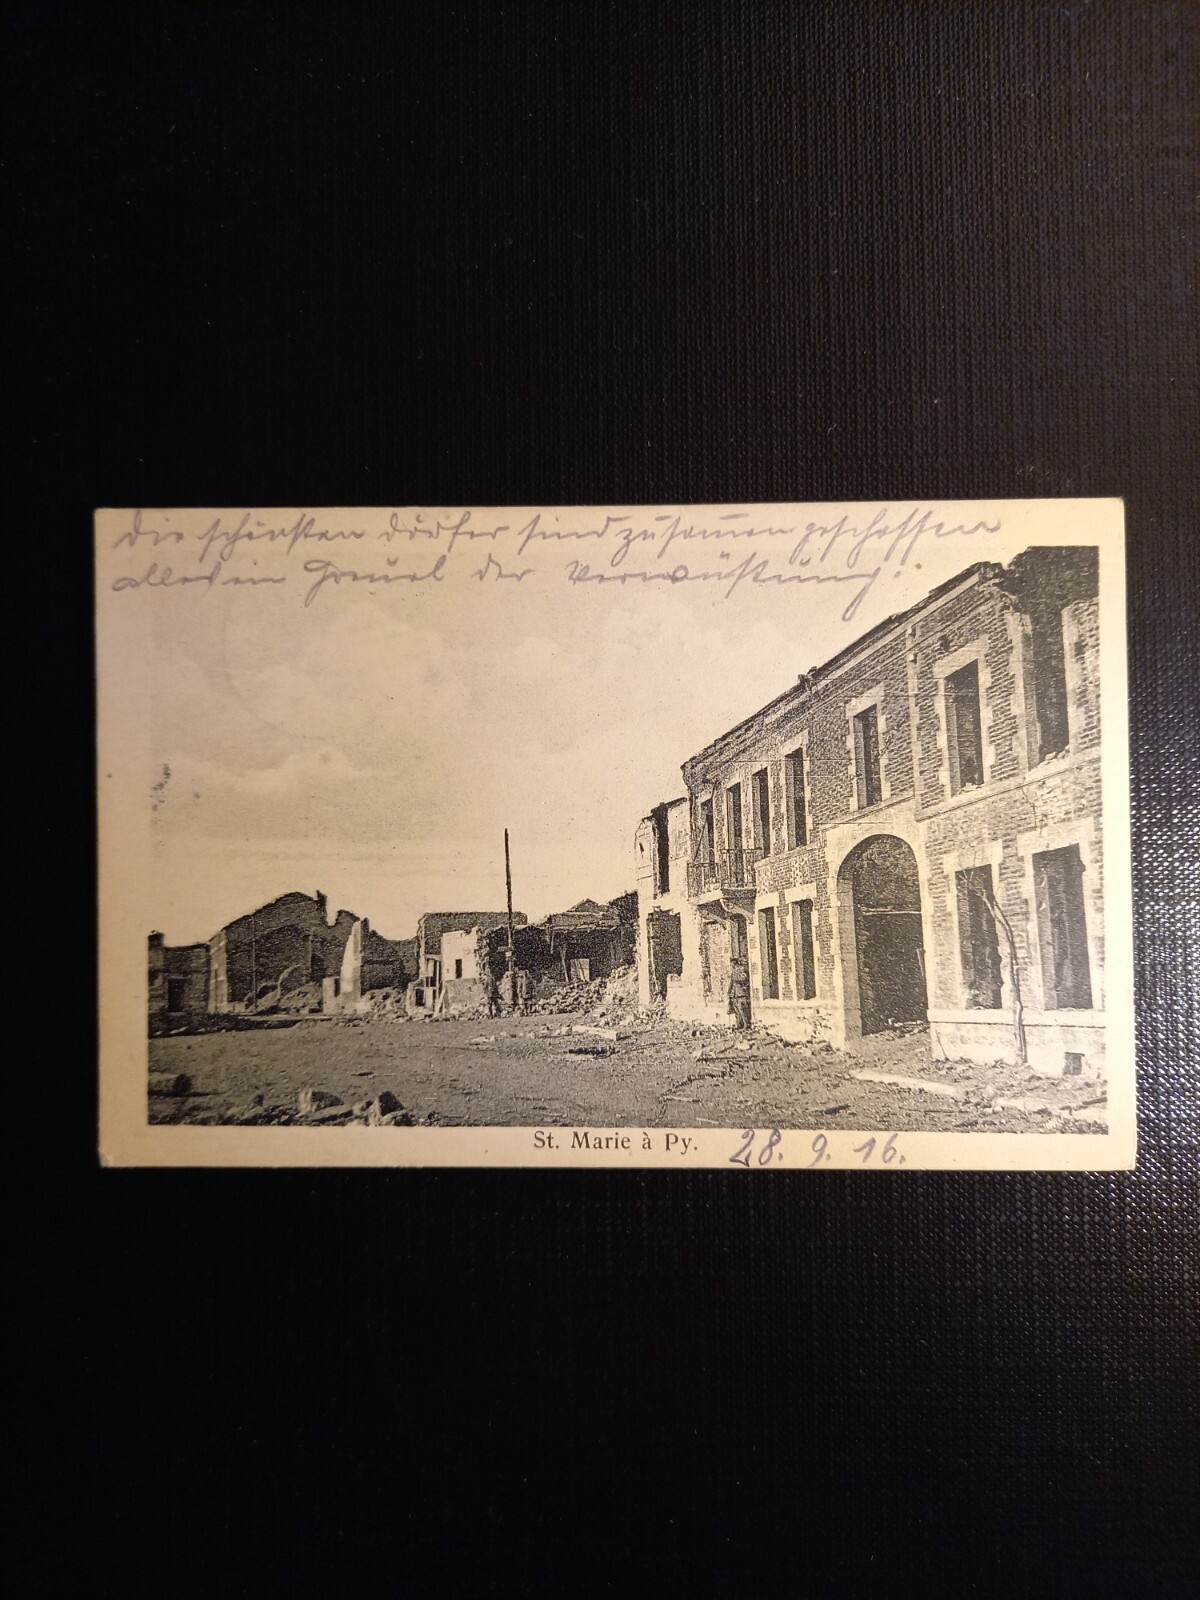 die schönsten Dörfer sind zusammen geschossen
alles ein Greuel der Verwüstung!
St. Marie à Py. 28. 9. 16.